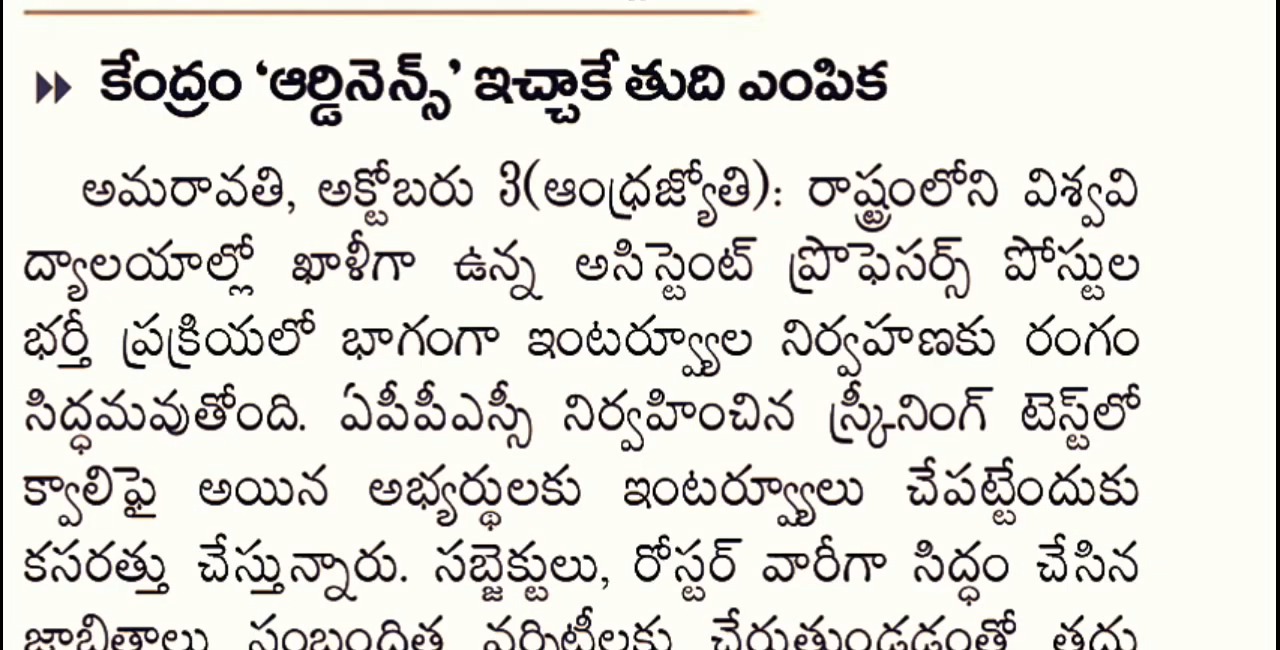 కేంద్రం ‘ఆర్డినెన్స్’ ఇచ్చాకే తుది ఎంపిక
అమరావతి, అక్టోబరు 3(ఆంధ్రజ్యోతి): రాష్ట్రంలోని విశ్వవి
ద్యాలయాల్లో ఖాళీగా ఉన్న అసిస్టెంట్ ప్రొఫెసర్స్ పోస్టుల
భర్తీ ప్రక్రియలో భాగంగా ఇంటర్వ్యూల నిర్వహణకు రంగం
సిద్ధమవుతోంది. ఏపీపీఎస్సీ నిర్వహించిన స్క్రీనింగ్ టెస్ట్‌లో
క్వాలిఫై అయిన అభ్యర్థులకు ఇంటర్వ్యూలు చేపట్టేందుకు
కసరత్తు చేస్తున్నారు. సబ్జెక్టులు, రోస్టర్ వారీగా సిద్ధం చేసిన
జాబితాలు సంబంధిత వర్సిటీలకు చేరుతుండడంతో తదు